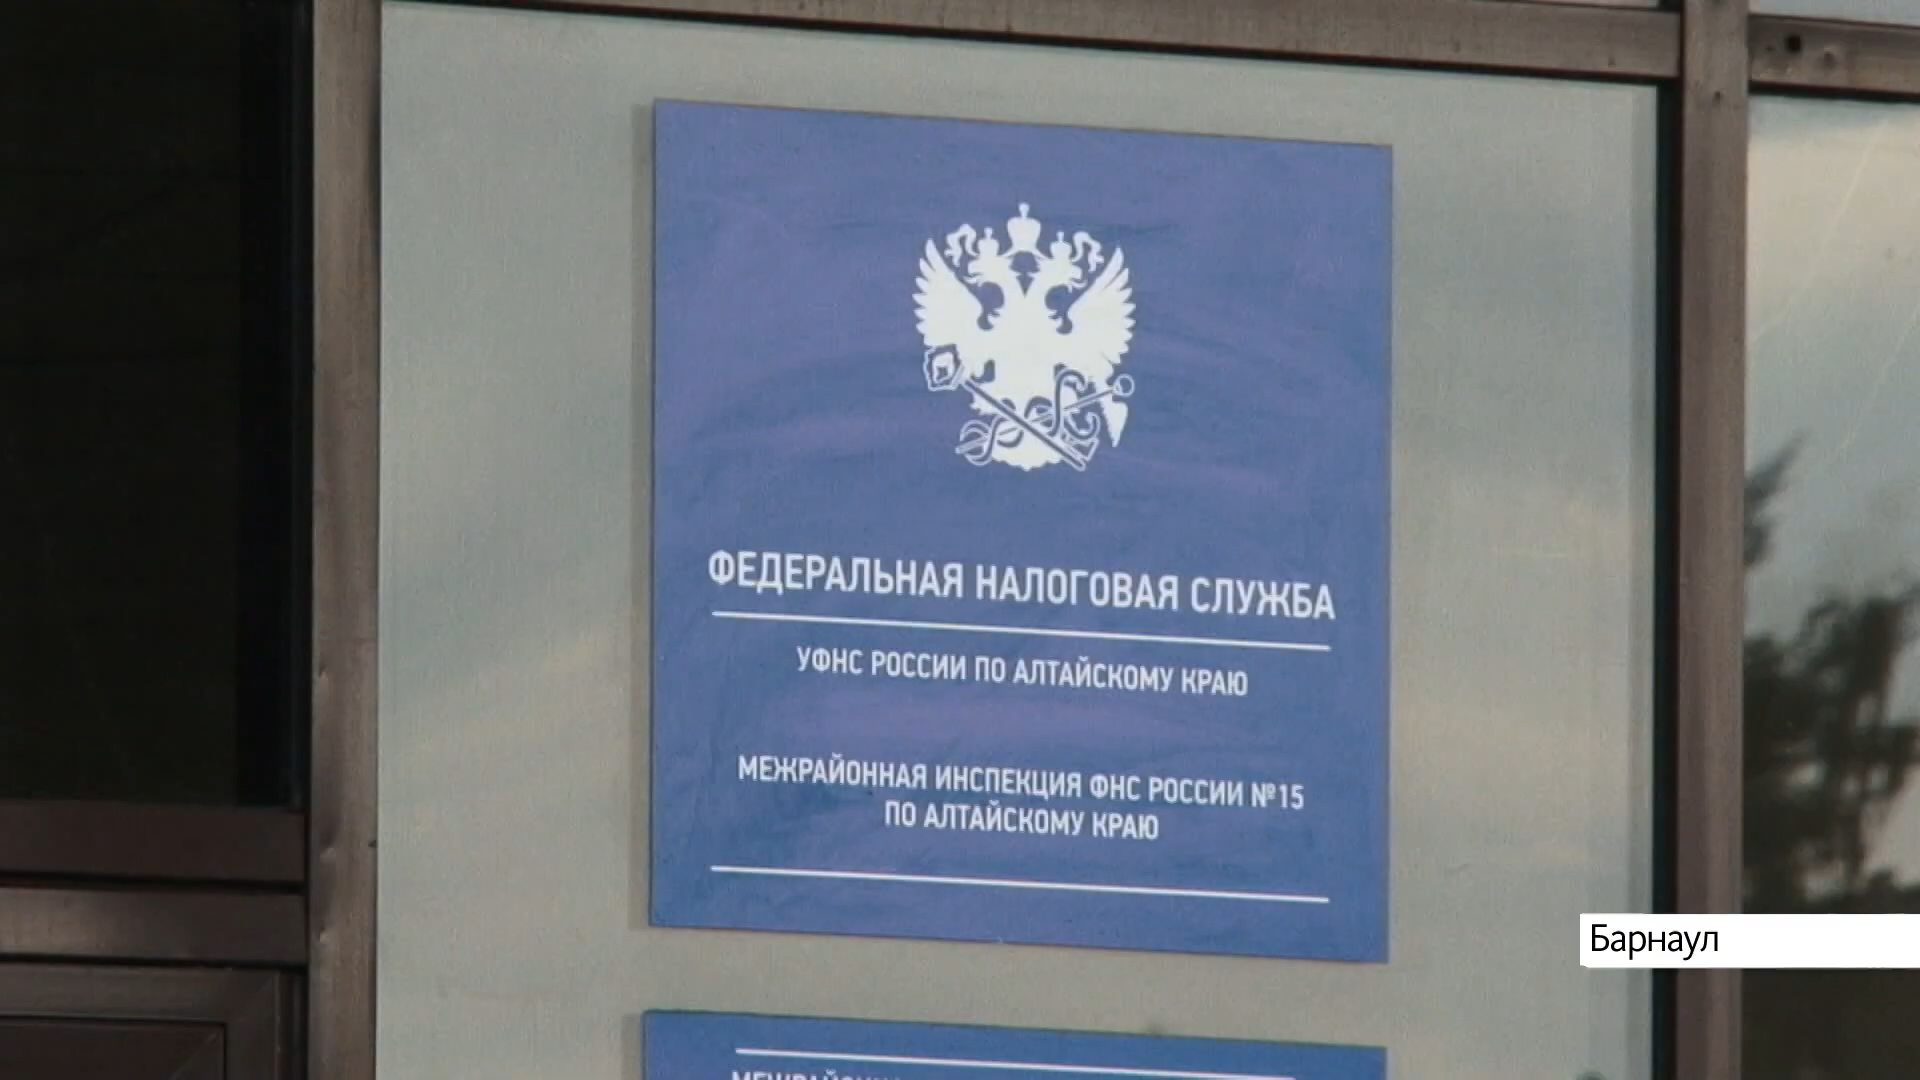 ФЕДЕРАЛЬНАЯ НАЛОГОВАЯ СЛУЖБА
УФНС РОССИИ ПО АЛТАЙСКОМУ КРАЮ
МЕЖРАЙОННАЯ ИНСПЕКЦИЯ ФНС РОССИИ №15
ПО АЛТАЙСКОМУ КРАЮ
Барнаул